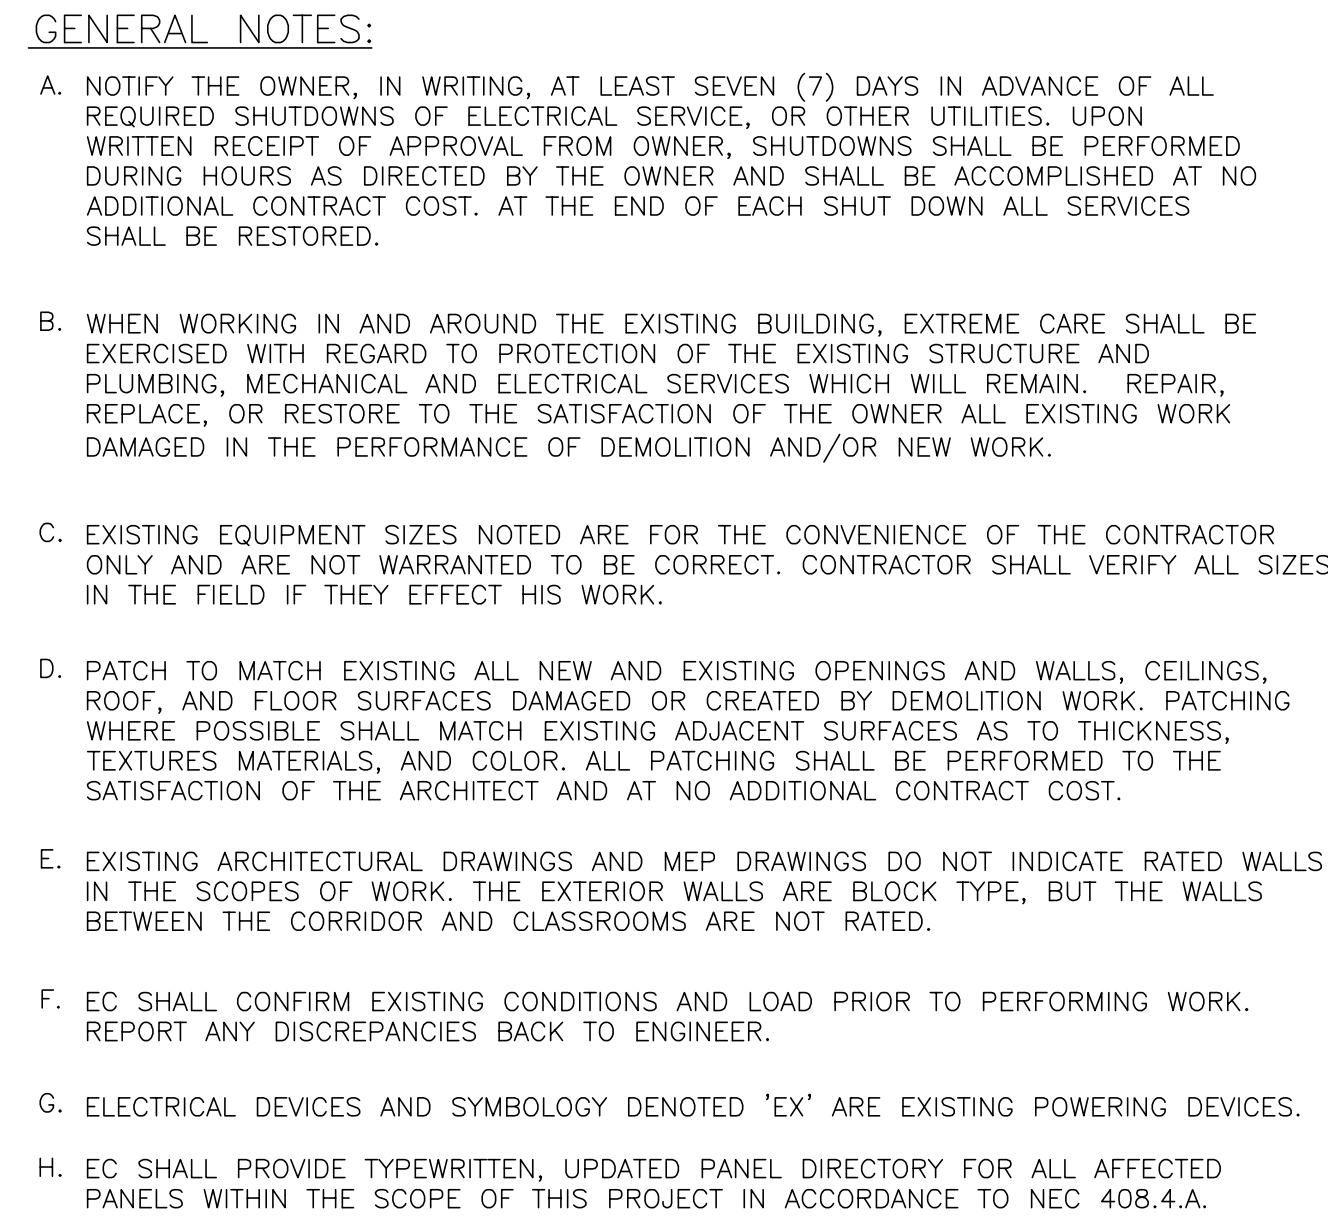 GENERAL NOTES:
A. NOTIFY THE OWNER, IN WRITING, AT LEAST SEVEN (7) DAYS IN ADVANCE OF ALL
REQUIRED SHUTDOWNS OF ELECTRICAL SERVICE, OR OTHER UTILITIES. UPON
WRITTEN RECEIPT OF APPROVAL FROM OWNER, SHUTDOWNS SHALL BE PERFORMED
DURING HOURS AS DIRECTED BY THE OWNER AND SHALL BE ACCOMPLISHED AT NO
ADDITIONAL CONTRACT COST. AT THE END OF EACH SHUT DOWN ALL SERVICES
SHALL BE RESTORED.
B. WHEN WORKING IN AND AROUND THE EXISTING BUILDING, EXTREME CARE SHALL BE
EXERCISED WITH REGARD TO PROTECTION OF THE EXISTING STRUCTURE AND
PLUMBING, MECHANICAL AND ELECTRICAL SERVICES WHICH WILL REMAIN. REPAIR,
REPLACE, OR RESTORE TO THE SATISFACTION OF THE OWNER ALL EXISTING WORK
DAMAGED IN THE PERFORMANCE OF DEMOLITION AND/OR NEW WORK.
C. EXISTING EQUIPMENT SIZES NOTED ARE FOR THE CONVENIENCE OF THE CONTRACTOR
ONLY AND ARE NOT WARRANTED TO BE CORRECT. CONTRACTOR SHALL VERIFY ALL SIZES
IN THE FIELD IF THEY EFFECT HIS WORK.
D. PATCH TO MATCH EXISTING ALL NEW AND EXISTING OPENINGS AND WALLS, CEILINGS,
ROOF, AND FLOOR SURFACES DAMAGED OR CREATED BY DEMOLITION WORK. PATCHING
WHERE POSSIBLE SHALL MATCH EXISTING ADJACENT SURFACES AS TO THICKNESS,
TEXTURES MATERIALS, AND COLOR. ALL PATCHING SHALL BE PERFORMED TO THE
SATISFACTION OF THE ARCHITECT AND AT NO ADDITIONAL CONTRACT COST.
E. EXISTING ARCHITECTURAL DRAWINGS AND MEP DRAWINGS DO NOT INDICATE RATED WALLS
IN THE SCOPES OF WORK. THE EXTERIOR WALLS ARE BLOCK TYPE, BUT THE WALLS
BETWEEN THE CORRIDOR AND CLASSROOMS ARE NOT RATED.
F. EC SHALL CONFIRM EXISTING CONDITIONS AND LOAD PRIOR TO PERFORMING WORK.
REPORT ANY DISCREPANCIES BACK TO ENGINEER.
G. ELECTRICAL DEVICES AND SYMBOLOGY DENOTED 'EX' ARE EXISTING POWERING DEVICES.
H. EC SHALL PROVIDE TYPEWRITTEN, UPDATED PANEL DIRECTORY FOR ALL AFFECTED
PANELS WITHIN THE SCOPE OF THIS PROJECT IN ACCORDANCE TO NEC 408.4.A.